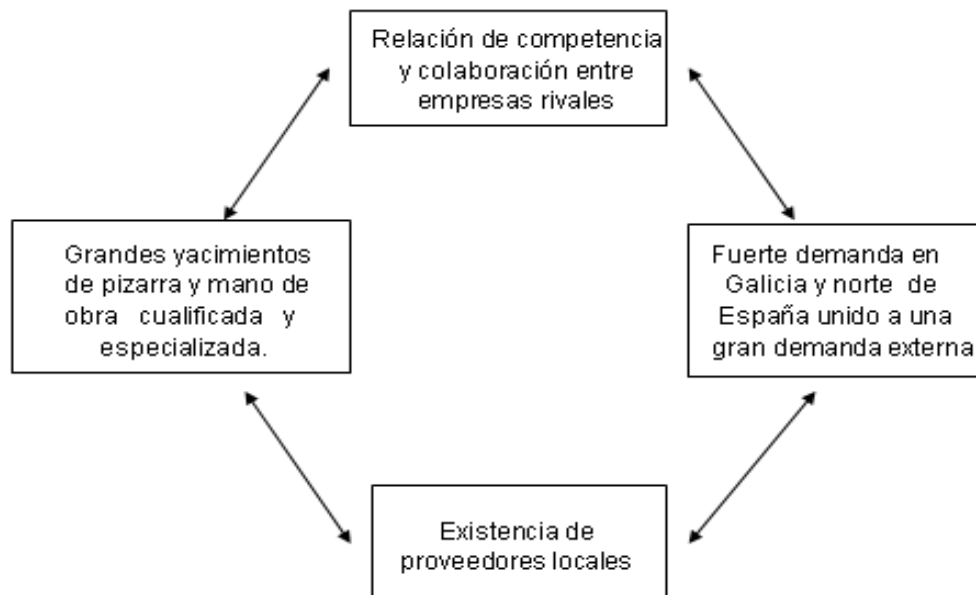 Relación de competencia
y colaboración entre
empresas rivales
Grandes yacimientos
de pizarra y mano de
obra cualificada y
especializada.
Fuerte demanda en
Galicia y norte de
España unido a una
gran demanda externa
Existencia de
proveedores locales